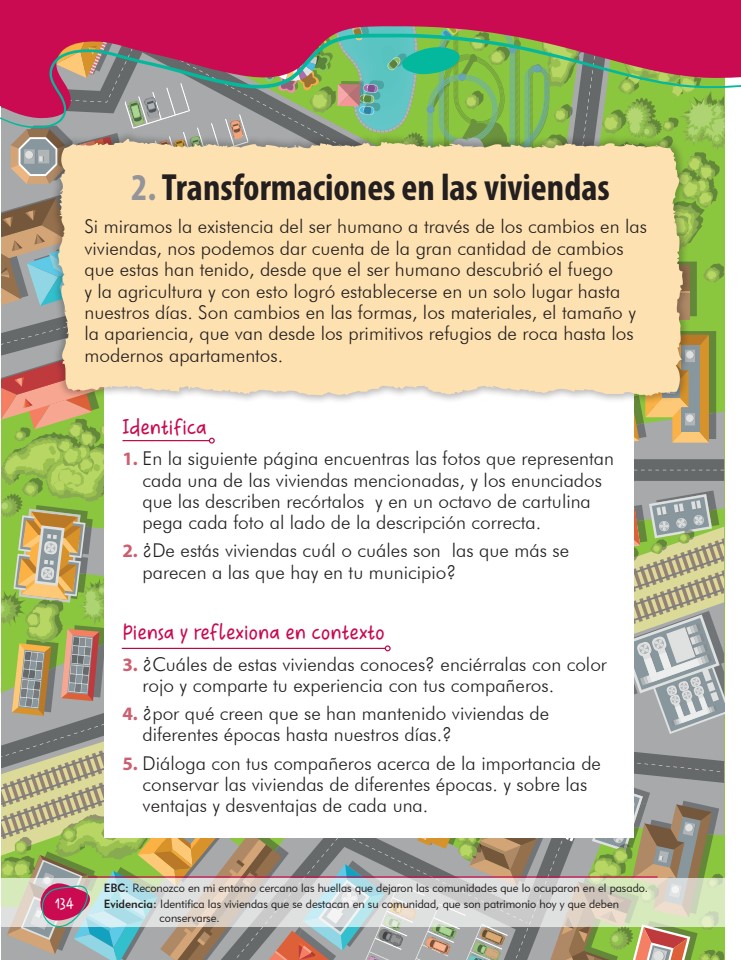 2. Transformaciones en las viviendas
Si miramos la existencia del ser humano a través de los cambios en las
viviendas, nos podemos dar cuenta de la gran cantidad de cambios
que estas han tenido, desde que el ser humano descubrió el fuego
y la agricultura y con esto logró establecerse en un solo lugar hasta
nuestros días. Son cambios en las formas, los materiales, el tamaño y
la apariencia, que van desde los primitivos refugios de roca hasta los
modernos apartamentos.
Identifica
1. En la siguiente página encuentras las fotos que representan
cada una de las viviendas mencionadas, y los enunciados
que las describen recórtalos y en un octavo de cartulina
pega cada foto al lado de la descripción correcta.
2. ¿De estás viviendas cuál o cuáles son las que más se
parecen a las que hay en tu municipio?
Piensa y reflexiona en contexto
3. ¿Cuáles de estas viviendas conoces? enciérralas con color
rojo y comparte tu experiencia con tus compañeros.
4. ¿por qué creen que se han mantenido viviendas de
diferentes épocas hasta nuestros días.?
5. Diáloga con tus compañeros acerca de la importancia de
conservar las viviendas de diferentes épocas. y sobre las
ventajas y desventajas de cada una.
134
EBC: Reconozco en mi entorno cercano las huellas que dejaron las comunidades que lo ocuparon en el pasado.
Evidencia: Identifica las viviendas que se destacan en su comunidad, que son patrimonio hoy y que deben
conservarse.